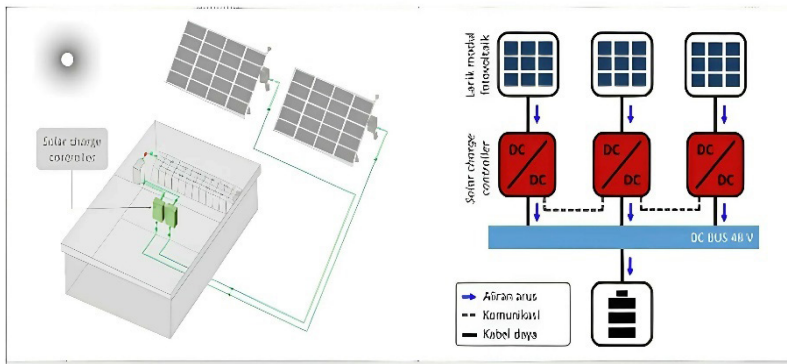 Solar charge
controller
Larik modul
fotovoltaik
Solar charge
controller
DC
DC
DC
DC
DC
DC
DC BUS 48 V
Aliran arus
Komunikasi
Kabel daya